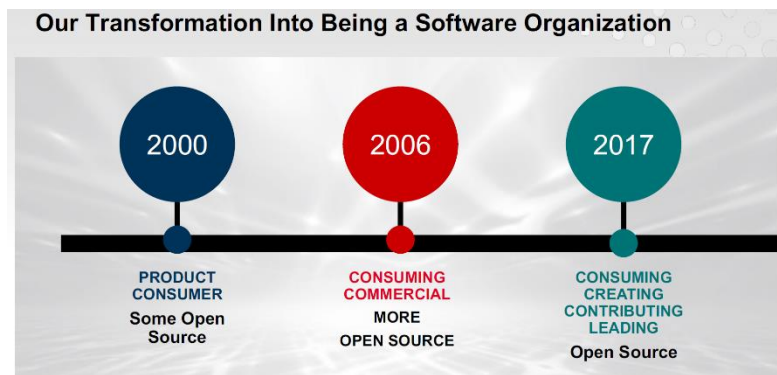 Our Transformation Into Being a Software Organization
2000
2006
2017
PRODUCT
CONSUMER
Some Open
Source
CONSUMING
COMMERCIAL
MORE
OPEN SOURCE
CONSUMING
CREATING
CONTRIBUTING
LEADING
Open Source